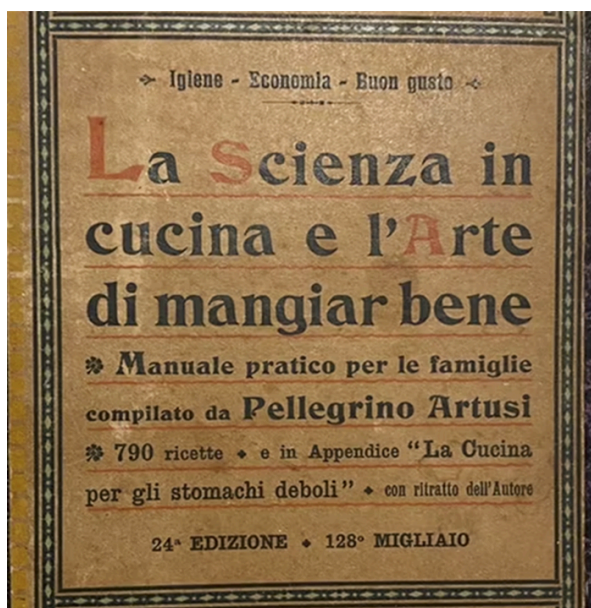 Igiene - Economia - Buon gusto
La Scienza in
cucina e l'Arte
di mangiar bene
Manuale pratico per le famiglie
compilato da Pellegrino Artusi
790 ricette e in Appendice "La Cucina
per gli stomachi deboli" con ritratto dell'Autore
24ª EDIZIONE 128° MIGLIAIO